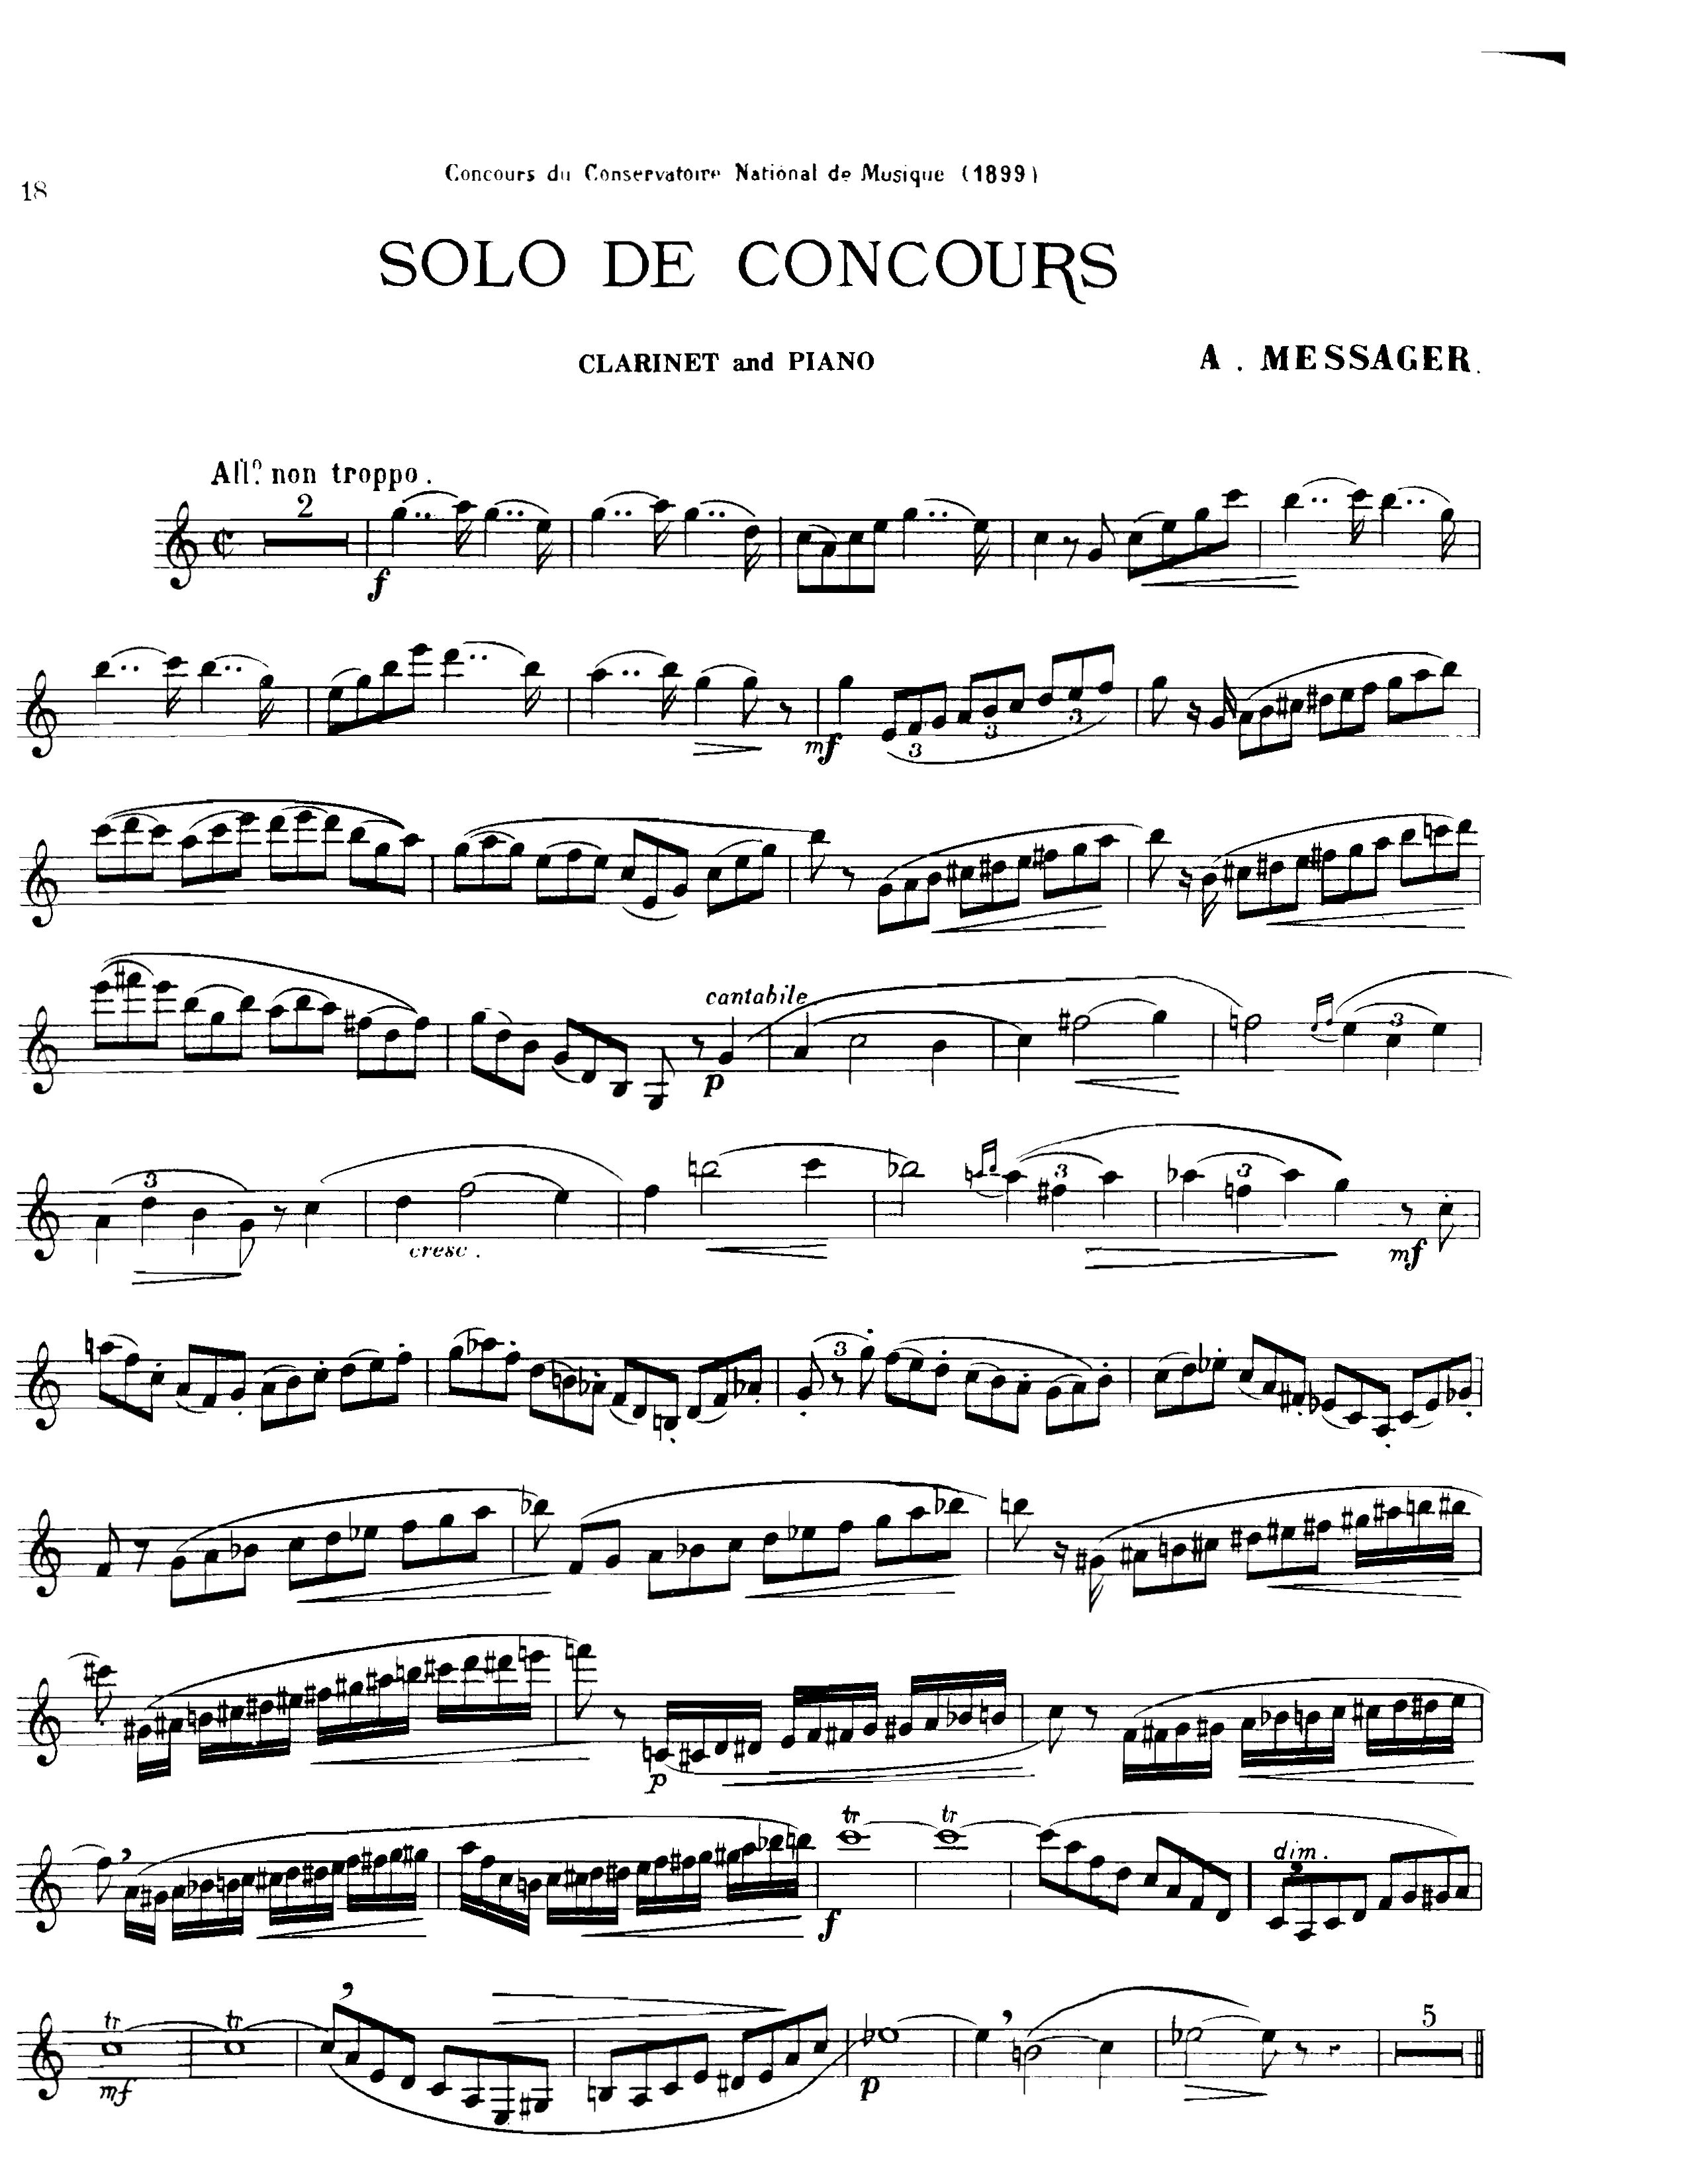 Concours du Conservatoire National de Musique (1899)
18
SOLO DE CONCOURS
CLARINET and PIANO
A. MESSAGER.
All.º non troppo.
2
f
mf
3
3
3
cantabile
p
3
3
cresc.
3
3
mf
3
p
tr
tr
dim.
f
tr
tr
mf
p
5